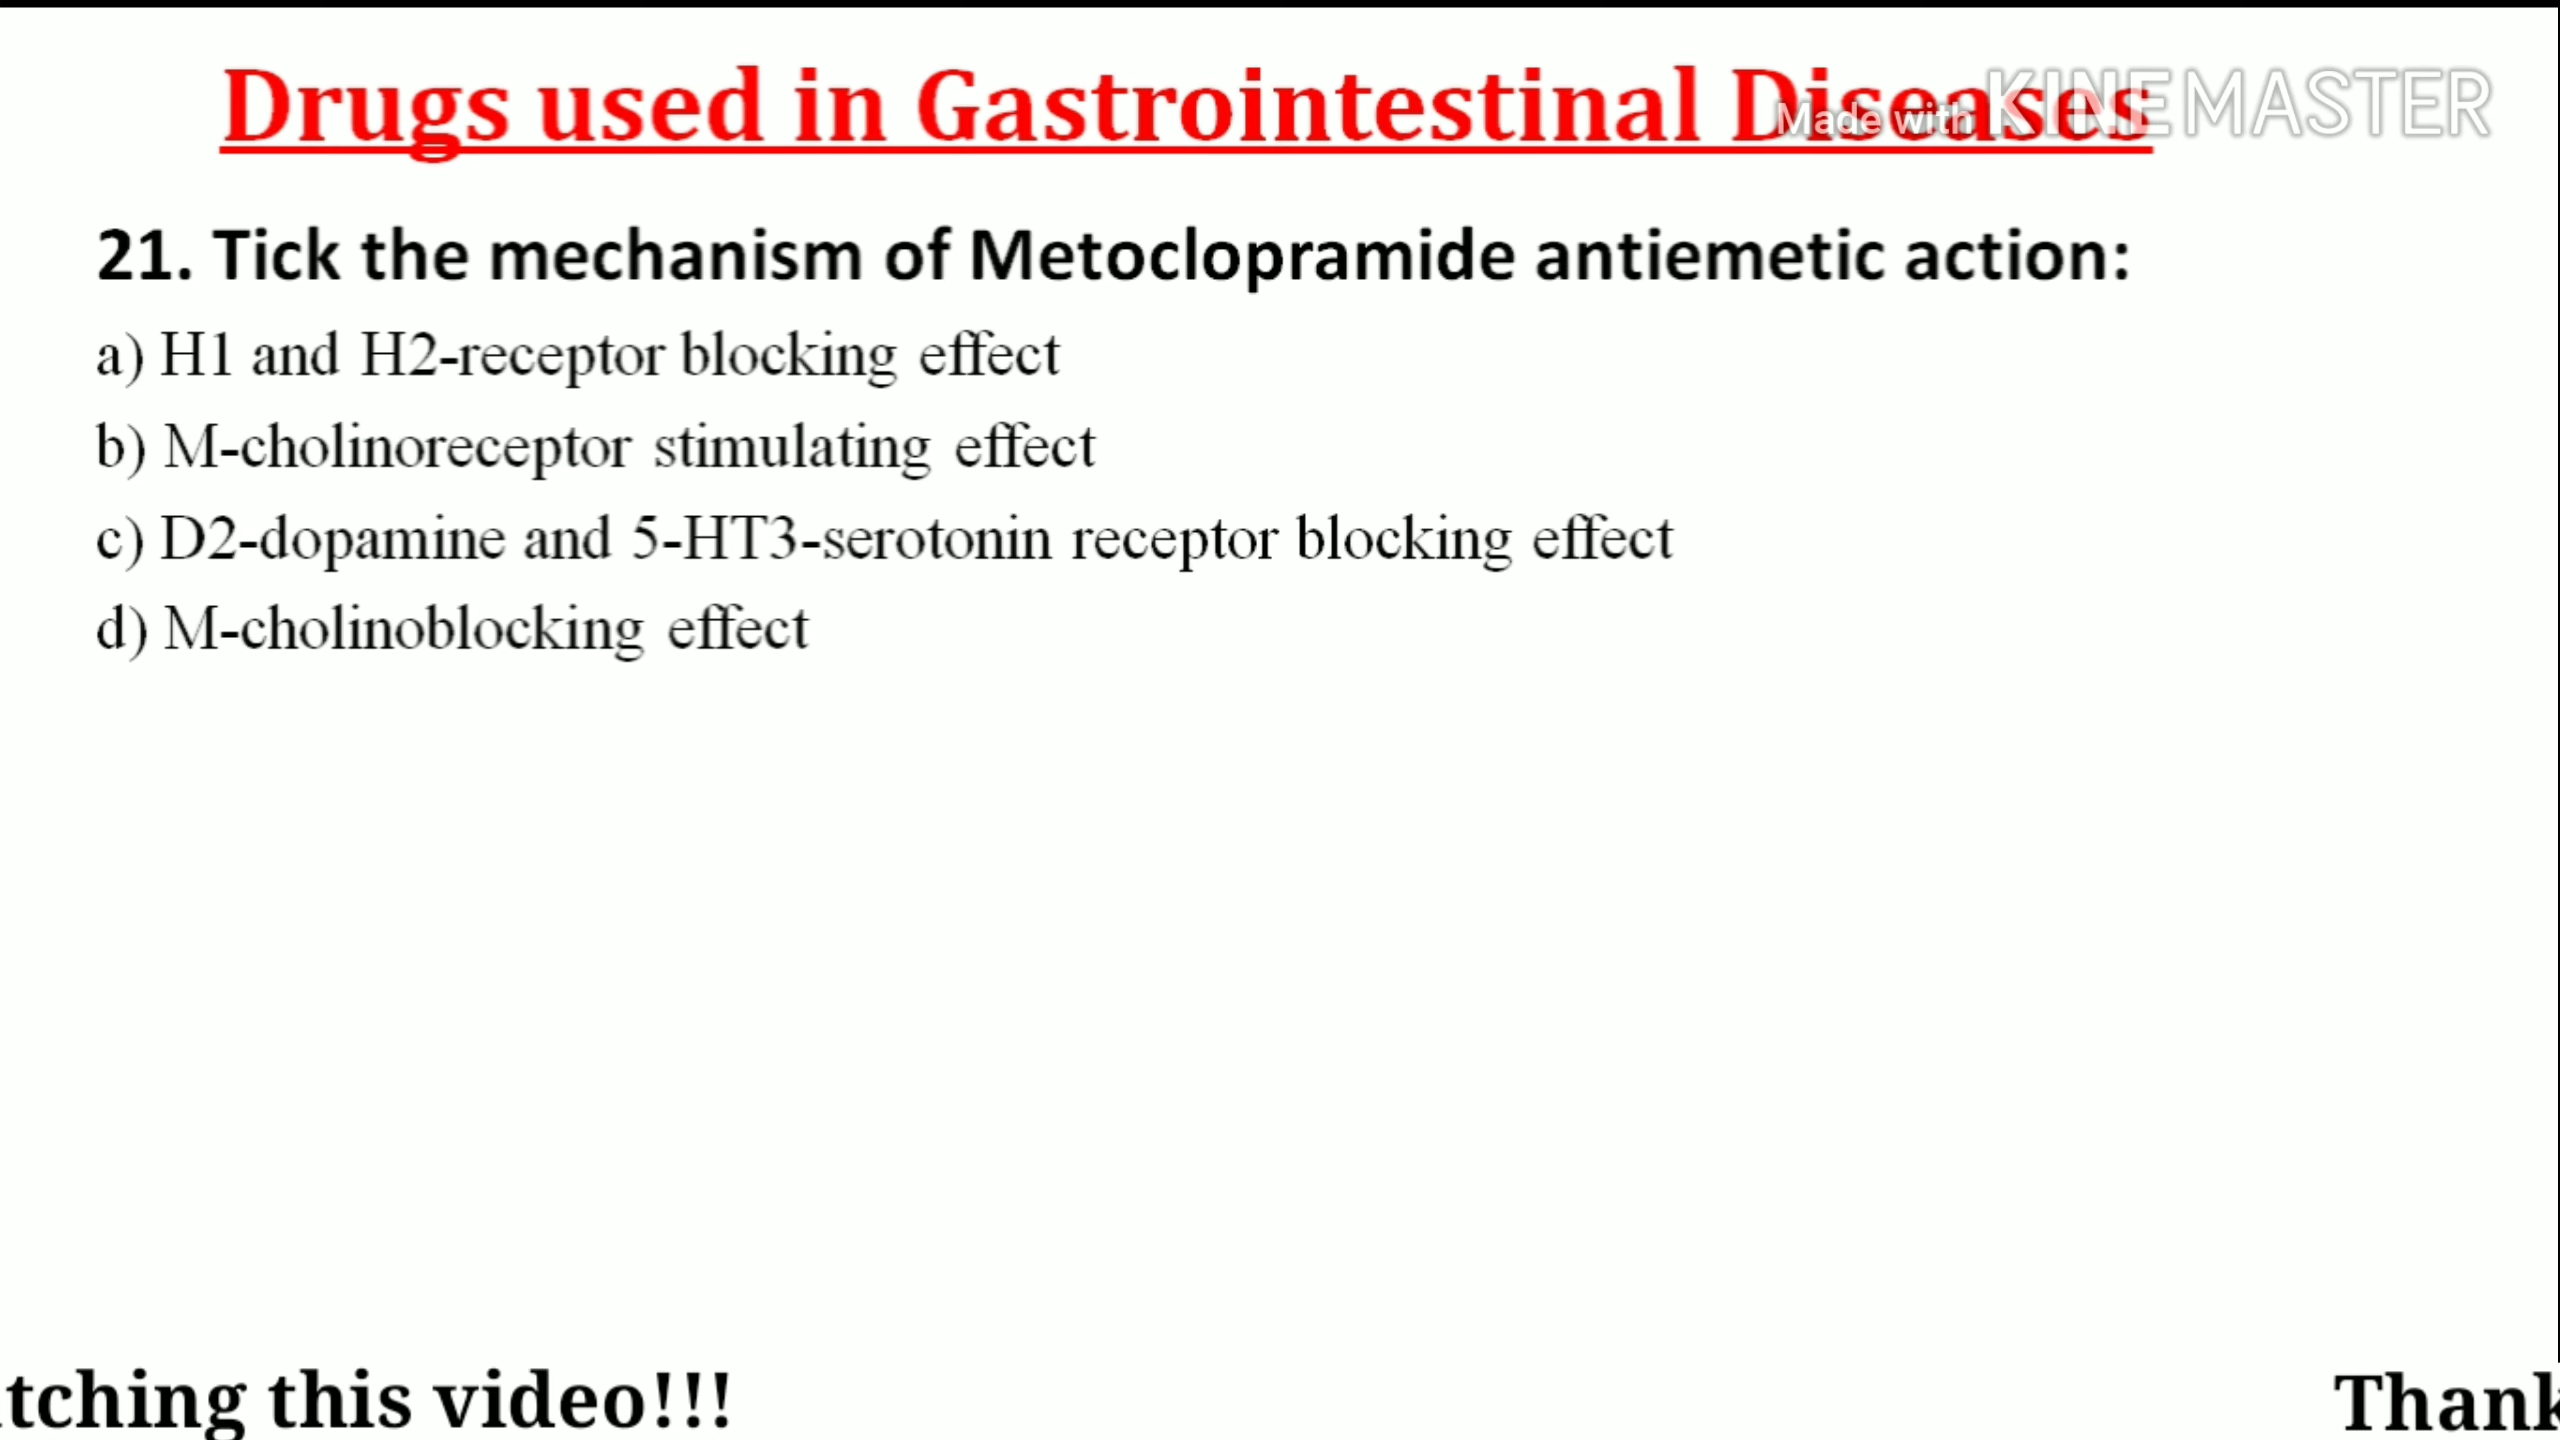 Drugs used in Gastrointestinal Diseases
Made with KINEMASTER
21. Tick the mechanism of Metoclopramide antiemetic action:
a) H1 and H2-receptor blocking effect
b) M-cholinoreceptor stimulating effect
c) D2-dopamine and 5-HT3-serotonin receptor blocking effect
d) M-cholinoblocking effect
tching this video!!! Thank